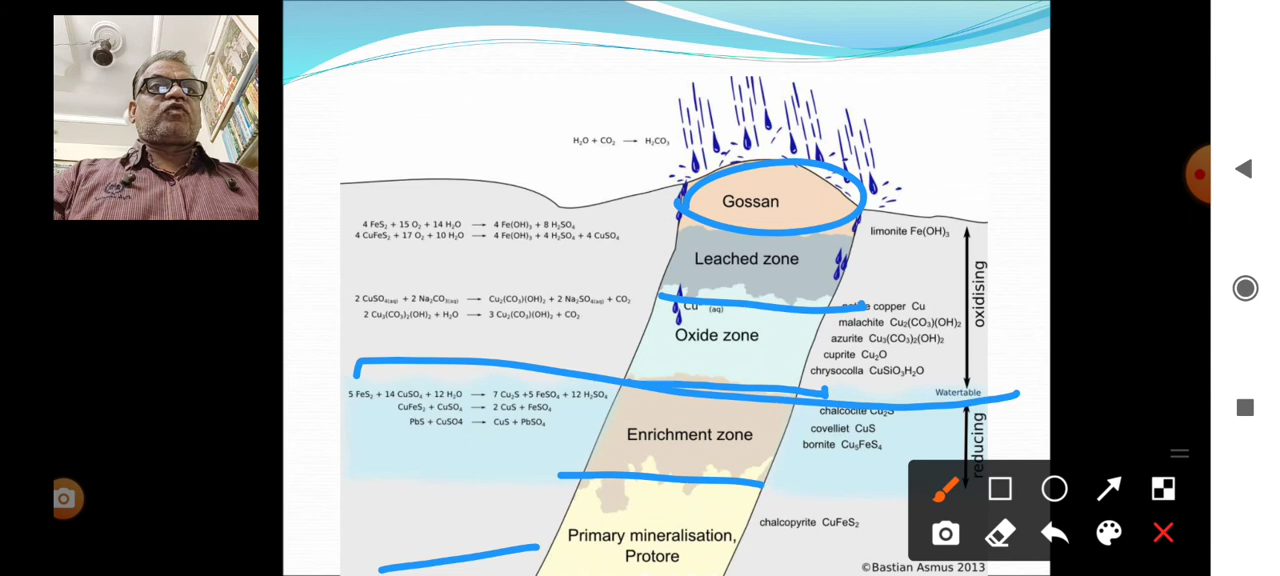 H₂O + CO₂ → H₂CO₃
Gossan
4 FeS₂ + 15 O₂ + 14 H₂O → 4 Fe(OH)₃ + 8 H₂SO₄
4 CuFeS₂ + 17 O₂ + 10 H₂O → 4 Fe(OH)₃ + 4 H₂SO₄ + 4 CuSO₄
limonite Fe(OH)₃
Leached zone
oxidising
2 CuSO₄₍aq₎ + 2 Na₂CO₃₍aq₎ → Cu₂(CO₃)(OH)₂ + 2 Na₂SO₄₍aq₎ + CO₂
2 Cu₃(CO₃)₂(OH)₂ + H₂O → 3 Cu₂(CO₃)(OH)₂ + CO₂
Cu (aq)
copper Cu
malachite Cu₂(CO₃)(OH)₂
Oxide zone
azurite Cu₃(CO₃)₂(OH)₂
cuprite Cu₂O
chrysocolla CuSiO₃H₂O
Watertable
5 FeS₂ + 14 CuSO₄ + 12 H₂O → 7 Cu₂S +5 FeSO₄ + 12 H₂SO₄
CuFeS₂ + CuSO₄ → 2 CuS + FeSO₄
PbS + CuSO4 → CuS + PbSO₄
chalcocite Cu₂S
covelliet CuS
bornite Cu₅FeS₄
Enrichment zone
reducing
chalcopyrite CuFeS₂
Primary mineralisation,
Protore
©Bastian Asmus 2013